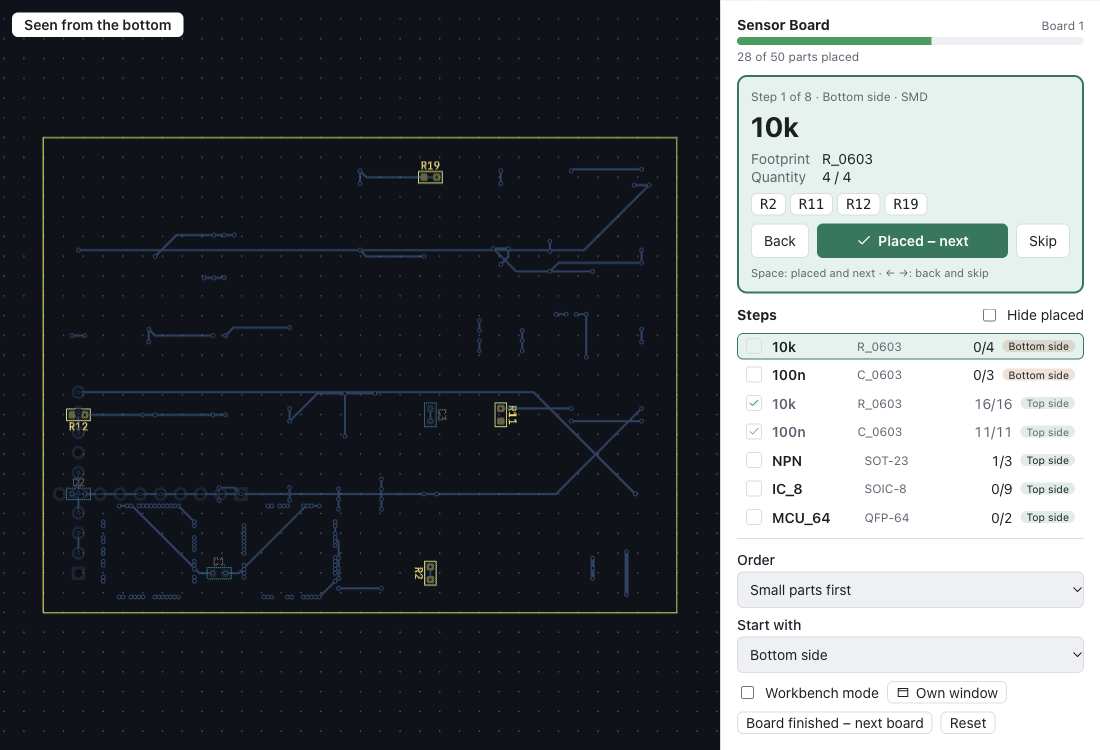 Seen from the bottom
R19
R12
C3
R11
C2
C1
R2
Sensor Board
Board 1
28 of 50 parts placed
Step 1 of 8 · Bottom side · SMD
10k
Footprint R_0603
Quantity 4 / 4
R2 R11 R12 R19
Back
Placed – next
Skip
Space: placed and next · ← →: back and skip
Steps
Hide placed
10k R_0603 0/4 Bottom side
100n C_0603 0/3 Bottom side
10k R_0603 16/16 Top side
100n C_0603 11/11 Top side
NPN SOT-23 1/3 Top side
IC_8 SOIC-8 0/9 Top side
MCU_64 QFP-64 0/2 Top side
Order
Small parts first
Start with
Bottom side
Workbench mode
Own window
Board finished – next board
Reset